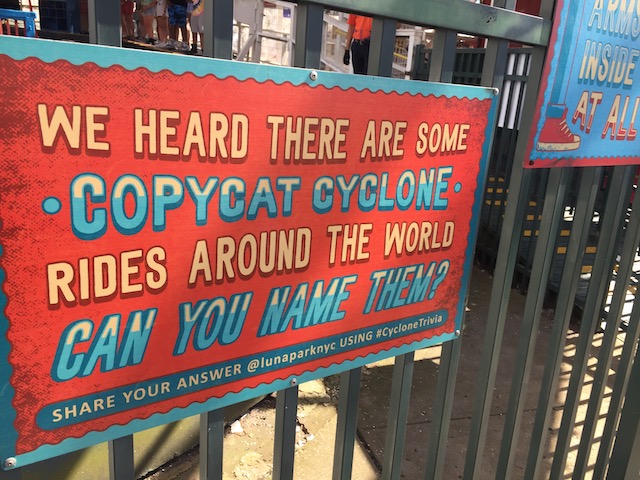 WE HEARD THERE ARE SOME
•COPYCAT CYCLONE•
RIDES AROUND THE WORLD
CAN YOU NAME THEM?
SHARE YOUR ANSWER @lunaparknyc USING #CycloneTrivia
ARMS
INSIDE
AT ALL